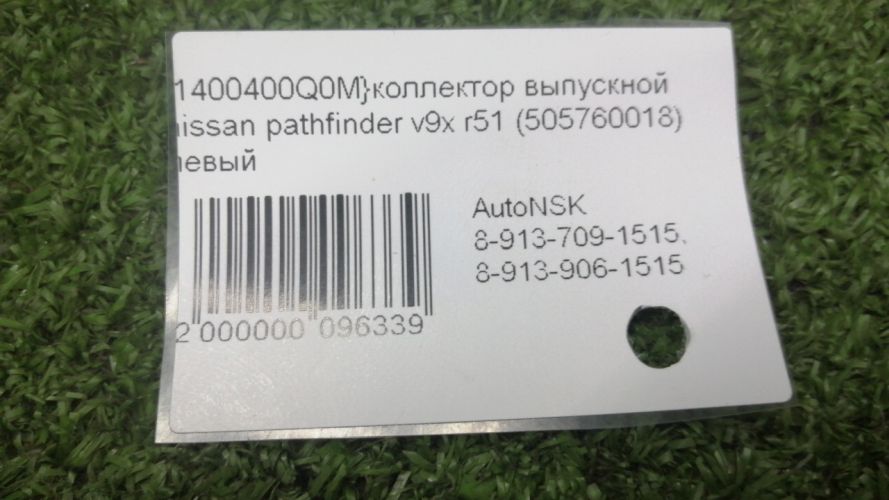 1400400Q0M}коллектор выпускной
nissan pathfinder v9x r51 (505760018)
левый
AutoNSK
8-913-709-1515,
8-913-906-1515
2 000000 096339